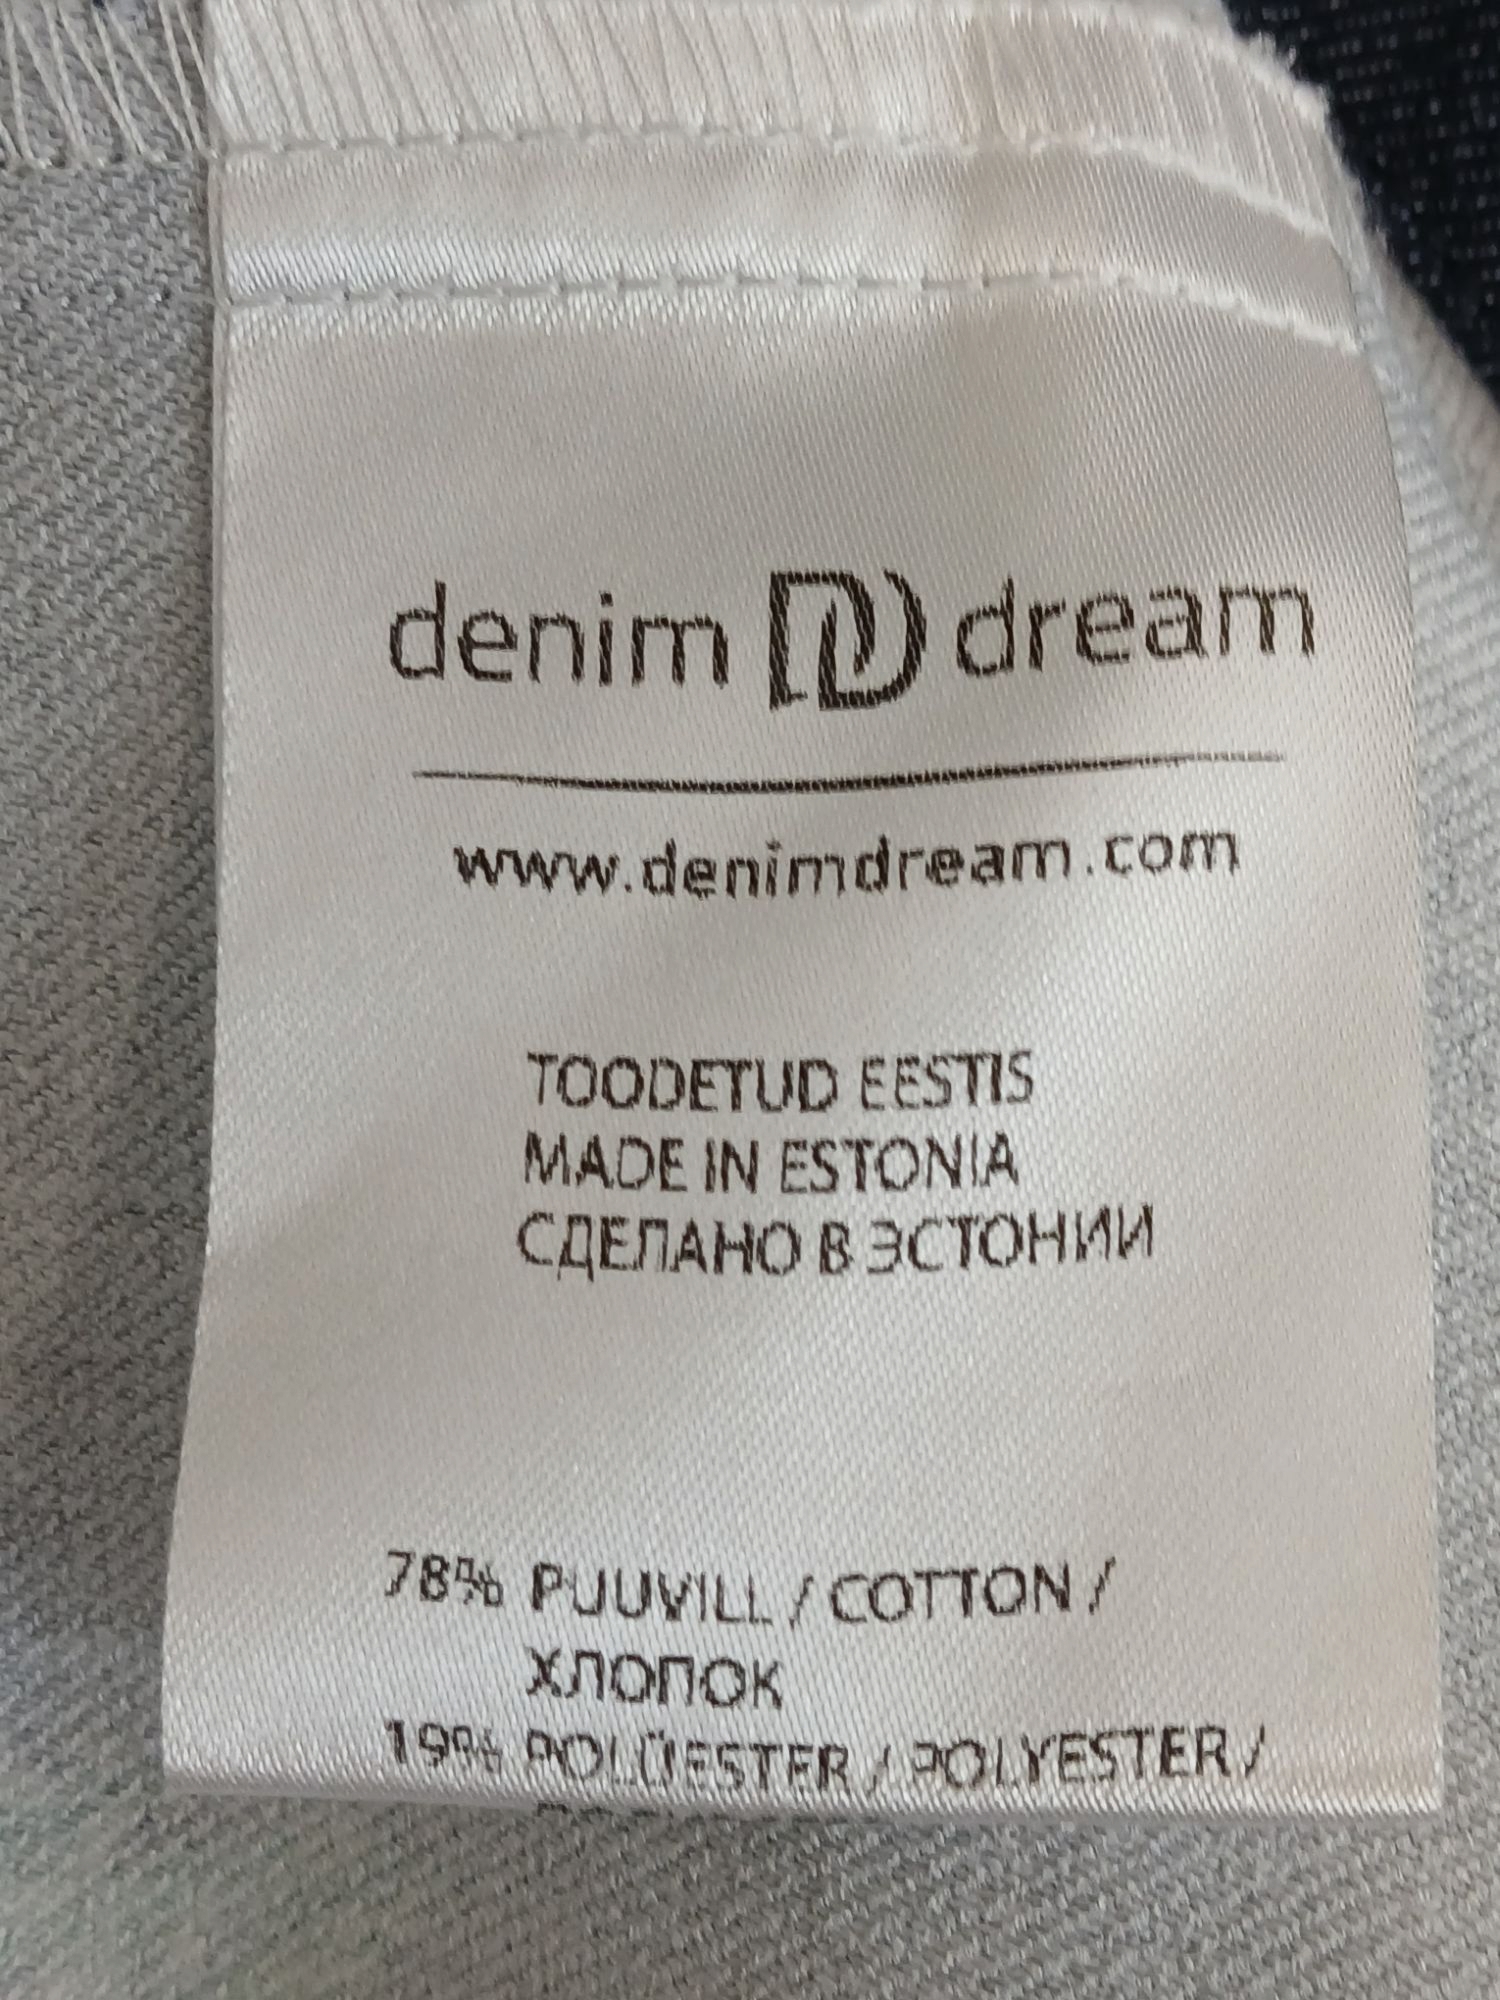 denim D dream
www.denimdream.com
TOODETUD EESTIS
MADE IN ESTONIA
СДЕЛАНО В ЭСТОНИИ
78% PUUVILL / COTTON /
ХЛОПОК
19% POLÜESTER / POLYESTER /